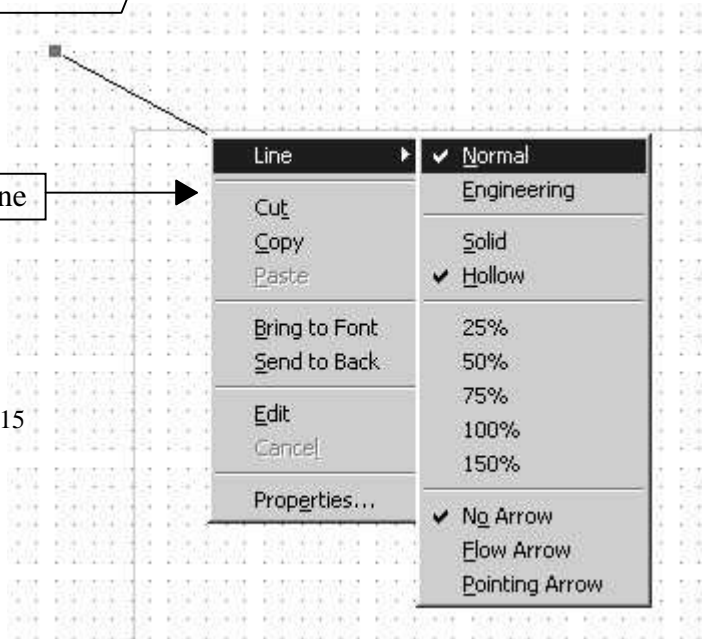 Line
Cut
Copy
Paste
Bring to Font
Send to Back
Edit
Cancel
Properties...
Normal
Engineering
Solid
Hollow
25%
50%
75%
100%
150%
No Arrow
Flow Arrow
Pointing Arrow
ne
15